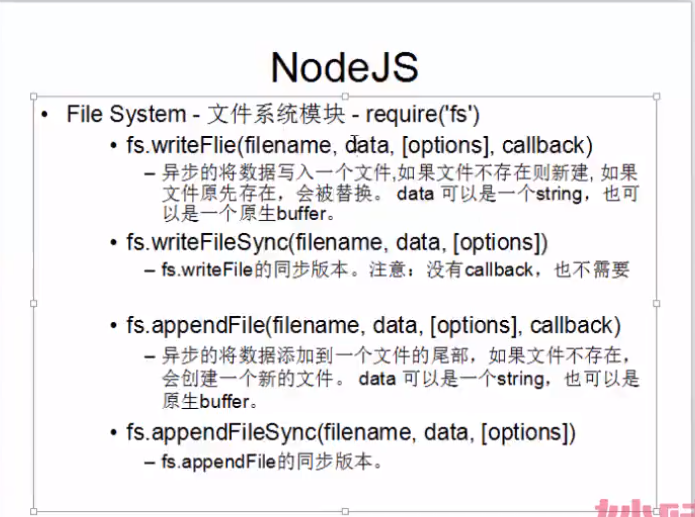 NodeJS
• File System - 文件系统模块 - require('fs')
• fs.writeFlie(filename, data, [options], callback)
– 异步的将数据写入一个文件,如果文件不存在则新建, 如果
文件原先存在，会被替换。 data 可以是一个string，也可
以是一个原生buffer。
• fs.writeFileSync(filename, data, [options])
– fs.writeFile的同步版本。注意：没有callback，也不需要
• fs.appendFile(filename, data, [options], callback)
– 异步的将数据添加到一个文件的尾部，如果文件不存在，
会创建一个新的文件。 data 可以是一个string，也可以是
原生buffer。
• fs.appendFileSync(filename, data, [options])
– fs.appendFile的同步版本。